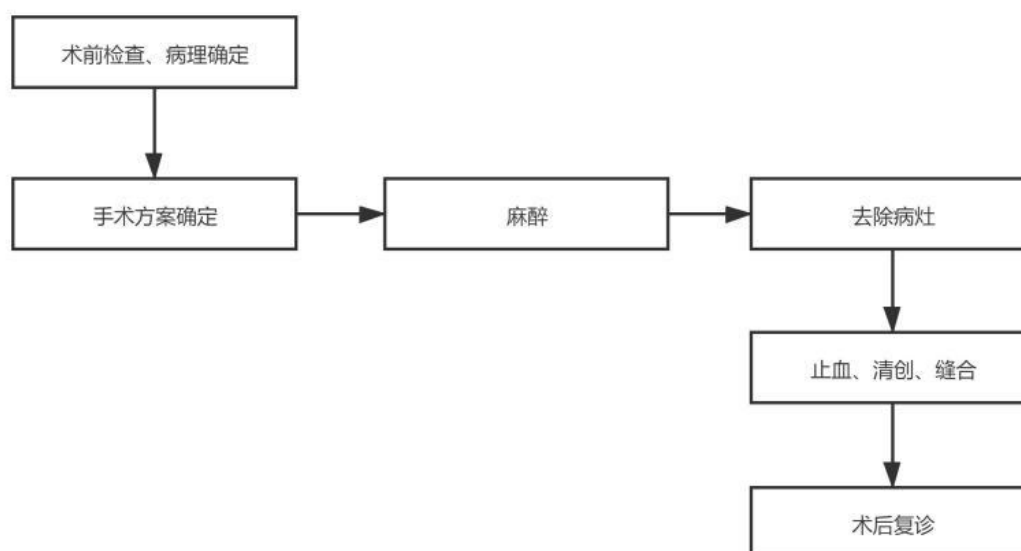 术前检查、病理确定
手术方案确定
麻醉
去除病灶
止血、清创、缝合
术后复诊